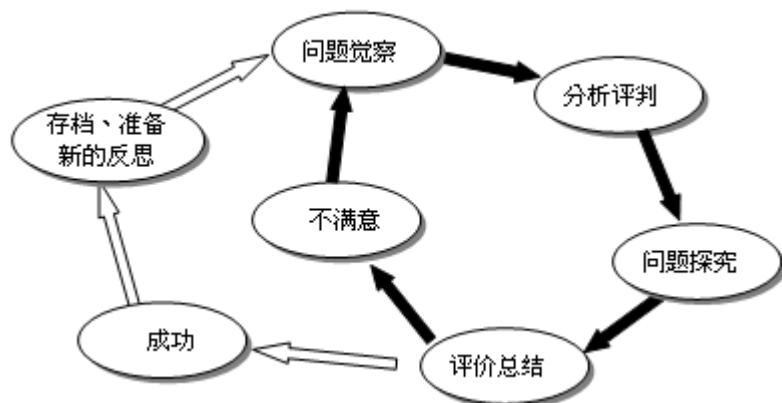 问题觉察
分析评判
存档、准备
新的反思
不满意
问题探究
成功
评价总结